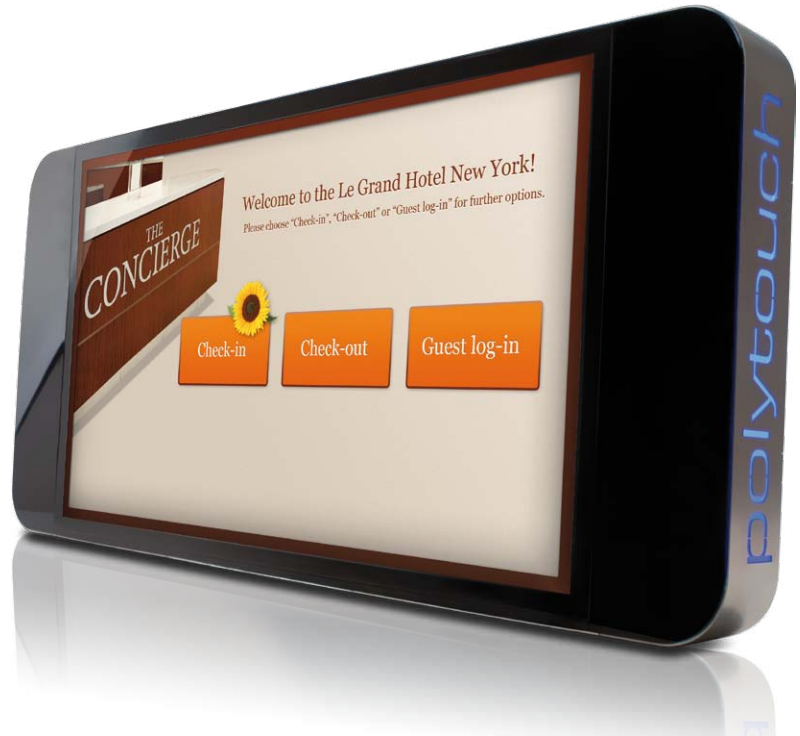 THE
CONCIERGE
Welcome to the Le Grand Hotel New York!
Please choose "Check-in", "Check-out" or "Guest log-in" for further options.
Check-in
Check-out
Guest log-in
polytouch